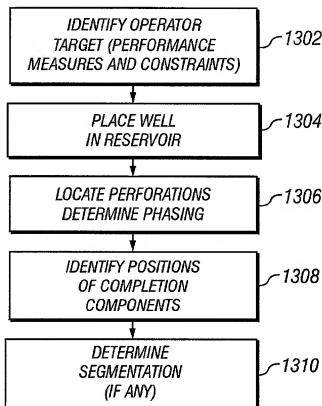 IDENTIFY OPERATOR
TARGET (PERFORMANCE
MEASURES AND CONSTRAINTS)
1302
PLACE WELL
IN RESERVOIR
1304
LOCATE PERFORATIONS
DETERMINE PHASING
1306
IDENTIFY POSITIONS
OF COMPLETION
COMPONENTS
1308
DETERMINE
SEGMENTATION
(IF ANY)
1310